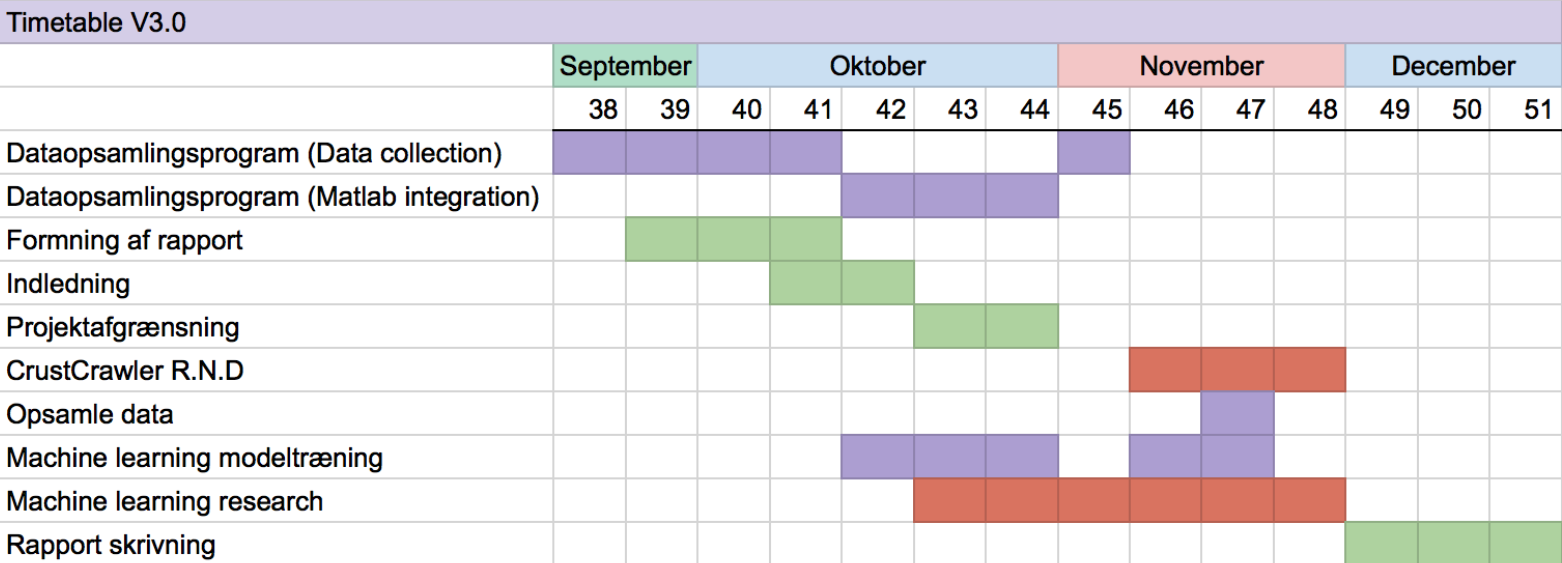 Timetable V3.0
September Oktober November December
38 39 40 41 42 43 44 45 46 47 48 49 50 51
Dataopsamlingsprogram (Data collection)
Dataopsamlingsprogram (Matlab integration)
Formning af rapport
Indledning
Projektafgrænsning
CrustCrawler R.N.D
Opsamle data
Machine learning modeltræning
Machine learning research
Rapport skrivning